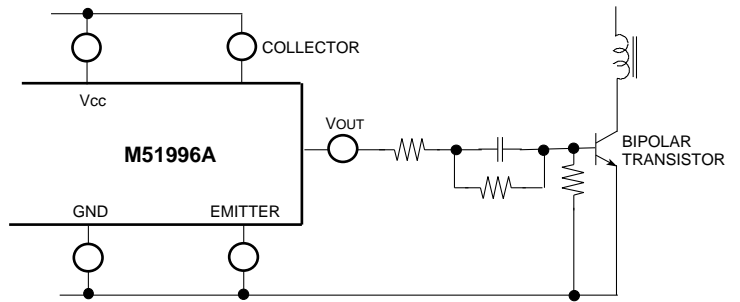 COLLECTOR
Vcc
M51996A
VOUT
BIPOLAR
TRANSISTOR
GND
EMITTER